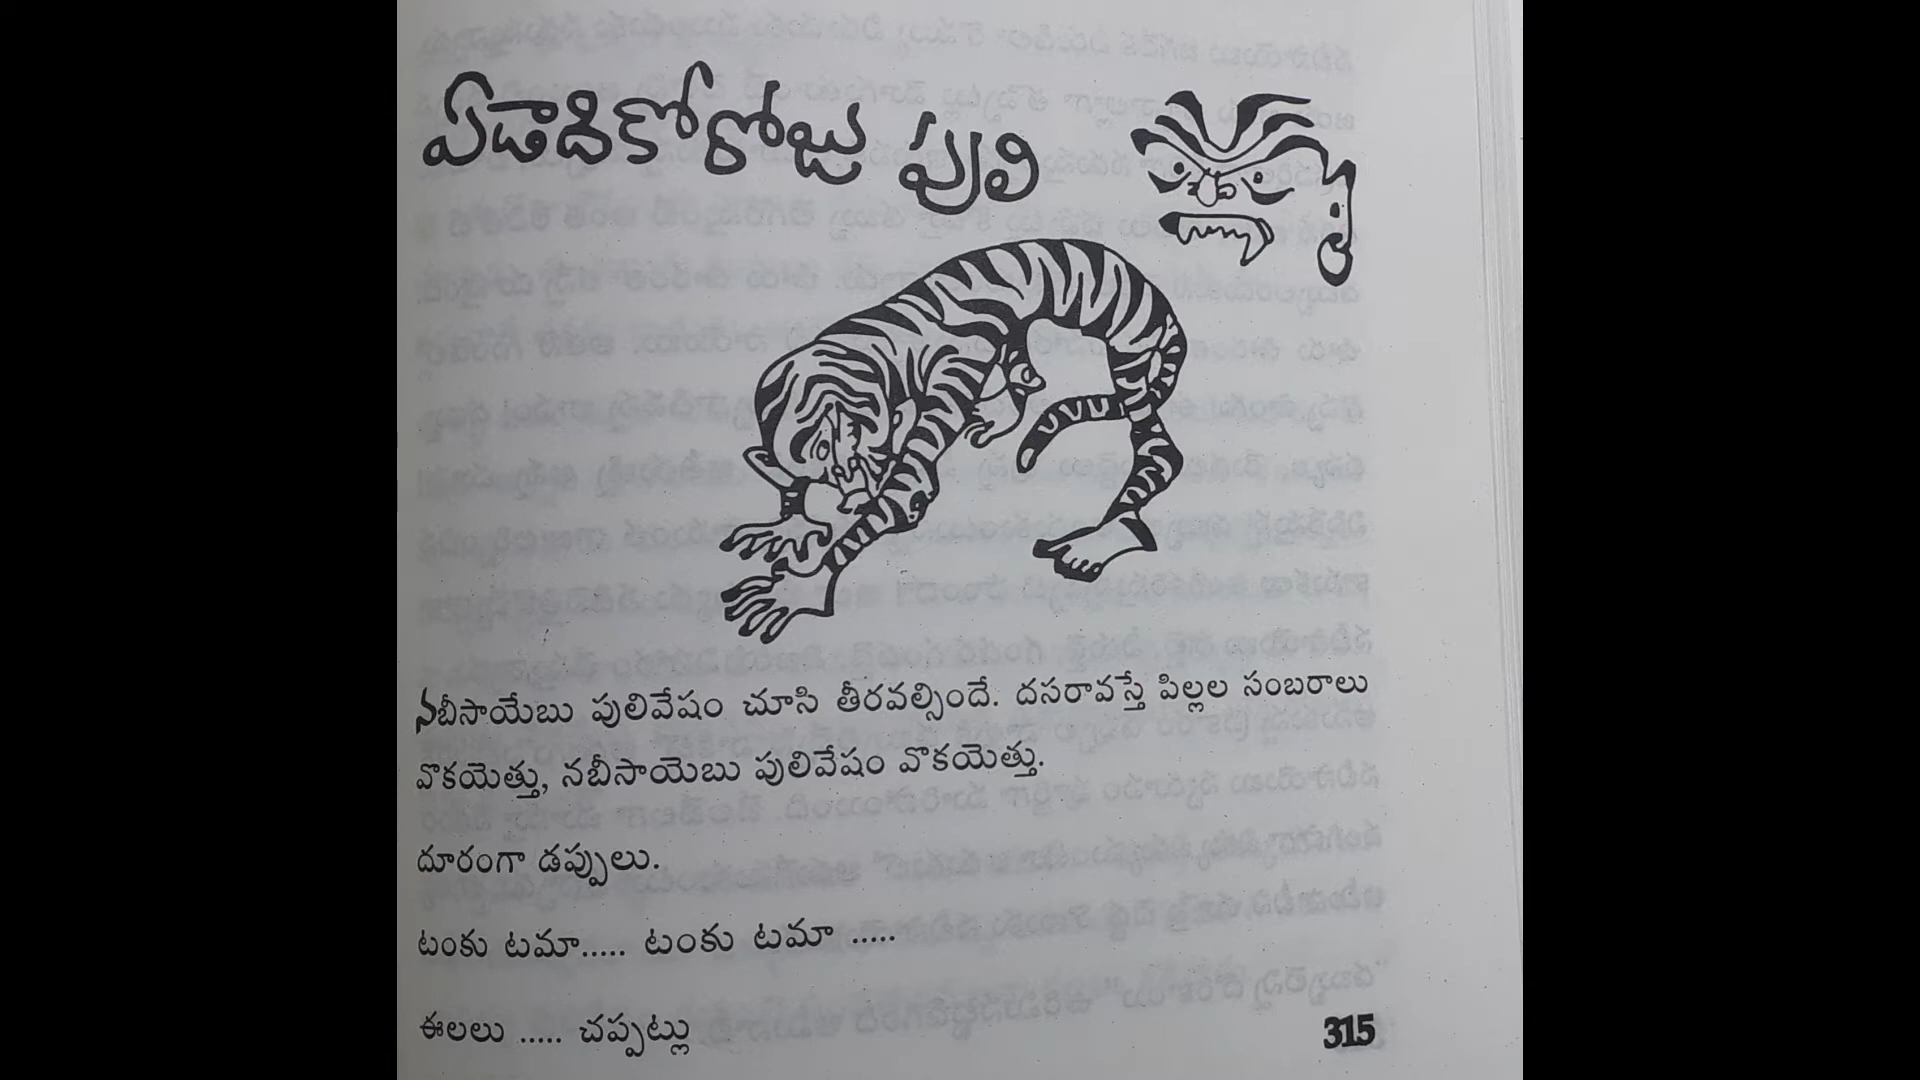 ఏడాదికోరోజు పులి
నబీసాయేబు పులివేషం చూసి తీరవల్సిందే. దసరావస్తే పిల్లల సంబరాలు
వొకయెత్తు, నబీసాయెబు పులివేషం వొకయెత్తు.
దూరంగా డప్పులు.
టంకు టమా..... టంకు టమా .....
ఈలలు ..... చప్పట్లు
315